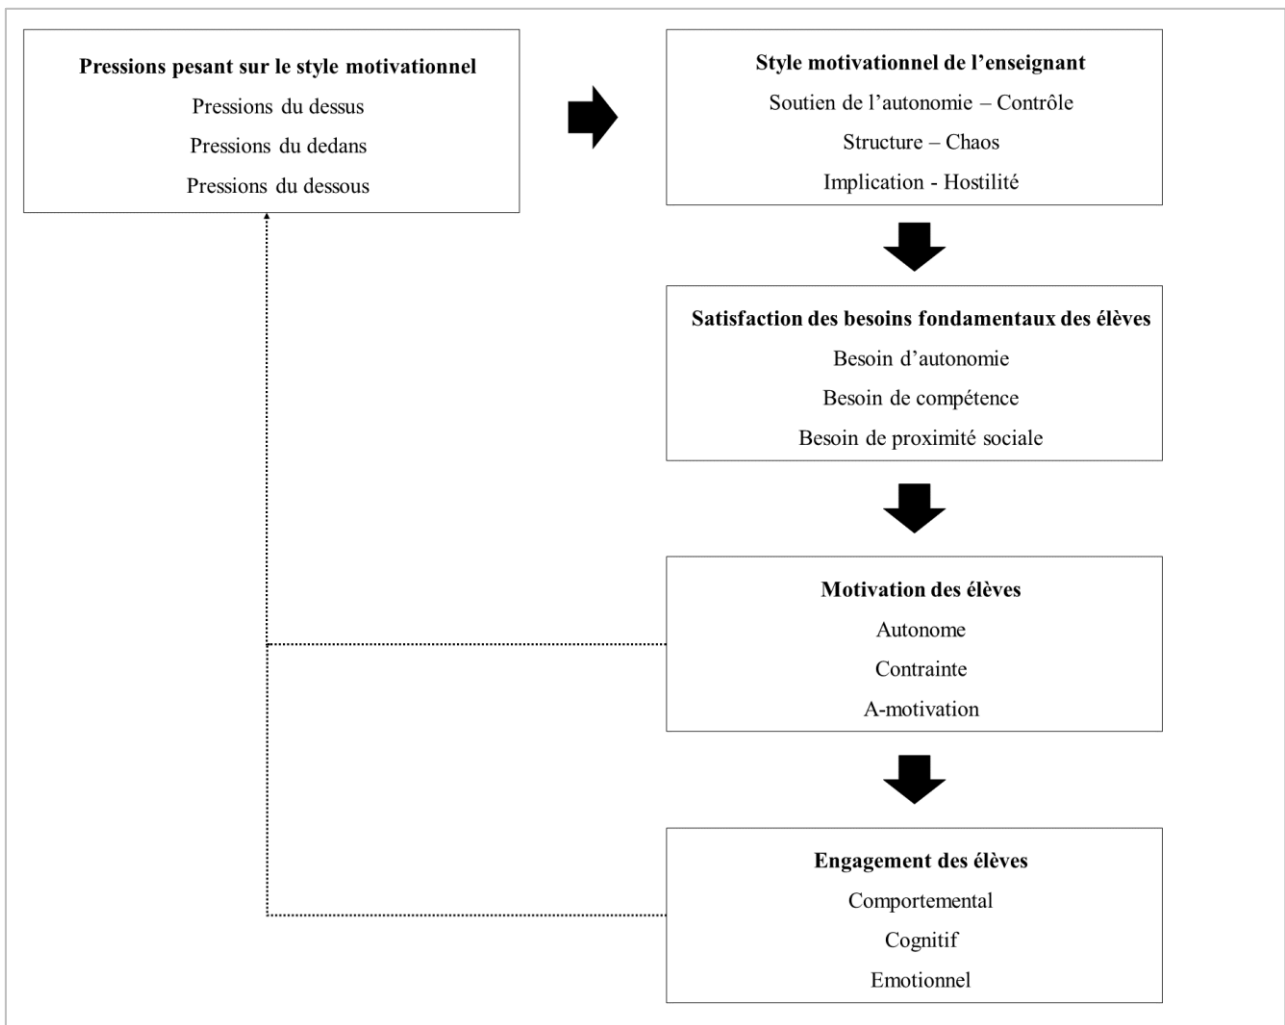 Pressions pesant sur le style motivationnel
Pressions du dessus
Pressions du dedans
Pressions du dessous
Style motivationnel de l’enseignant
Soutien de l’autonomie – Contrôle
Structure – Chaos
Implication - Hostilité
Satisfaction des besoins fondamentaux des élèves
Besoin d’autonomie
Besoin de compétence
Besoin de proximité sociale
Motivation des élèves
Autonome
Contrainte
A-motivation
Engagement des élèves
Comportemental
Cognitif
Emotionnel